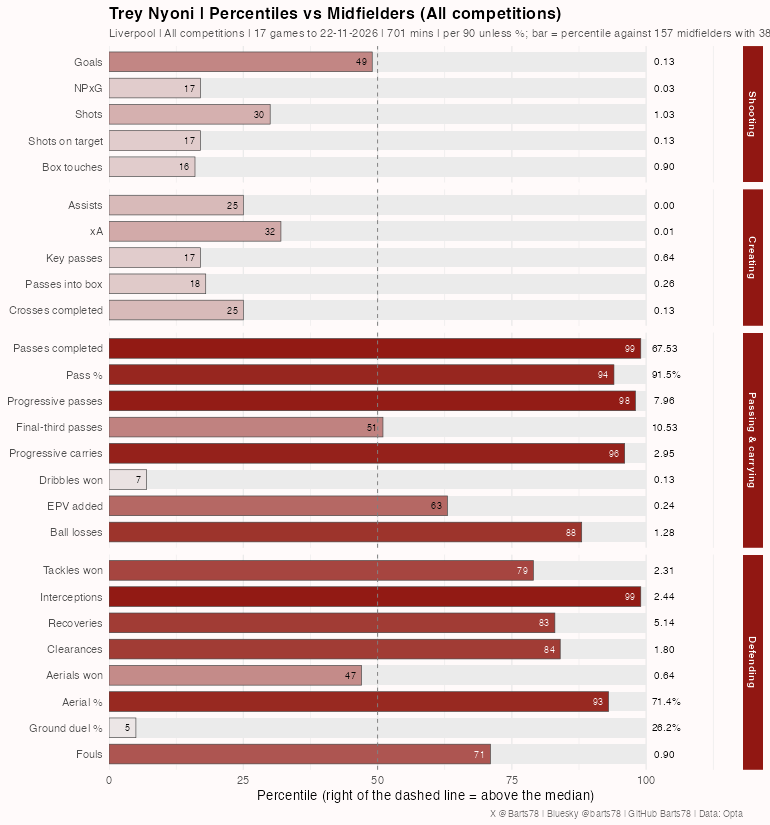 Trey Nyoni | Percentiles vs Midfielders (All competitions)
Liverpool | All competitions | 17 games to 22-11-2026 | 701 mins | per 90 unless %; bar = percentile against 157 midfielders with 38
Goals 49 0.13
NPxG 17 0.03
Shots 30 1.03
Shots on target 17 0.13
Box touches 16 0.90
Shooting
Assists 25 0.00
xA 32 0.01
Key passes 17 0.64
Passes into box 18 0.26
Crosses completed 25 0.13
Creating
Passes completed 99 67.53
Pass % 94 91.5%
Progressive passes 98 7.96
Final-third passes 51 10.53
Progressive carries 96 2.95
Dribbles won 7 0.13
EPV added 63 0.24
Ball losses 88 1.28
Passing & carrying
Tackles won 79 2.31
Interceptions 99 2.44
Recoveries 83 5.14
Clearances 84 1.80
Aerials won 47 0.64
Aerial % 93 71.4%
Ground duel % 5 26.2%
Fouls 71 0.90
Defending
0 25 50 75 100
Percentile (right of the dashed line = above the median)
X @Barts78 | Bluesky @barts78 | GitHub Barts78 | Data: Opta